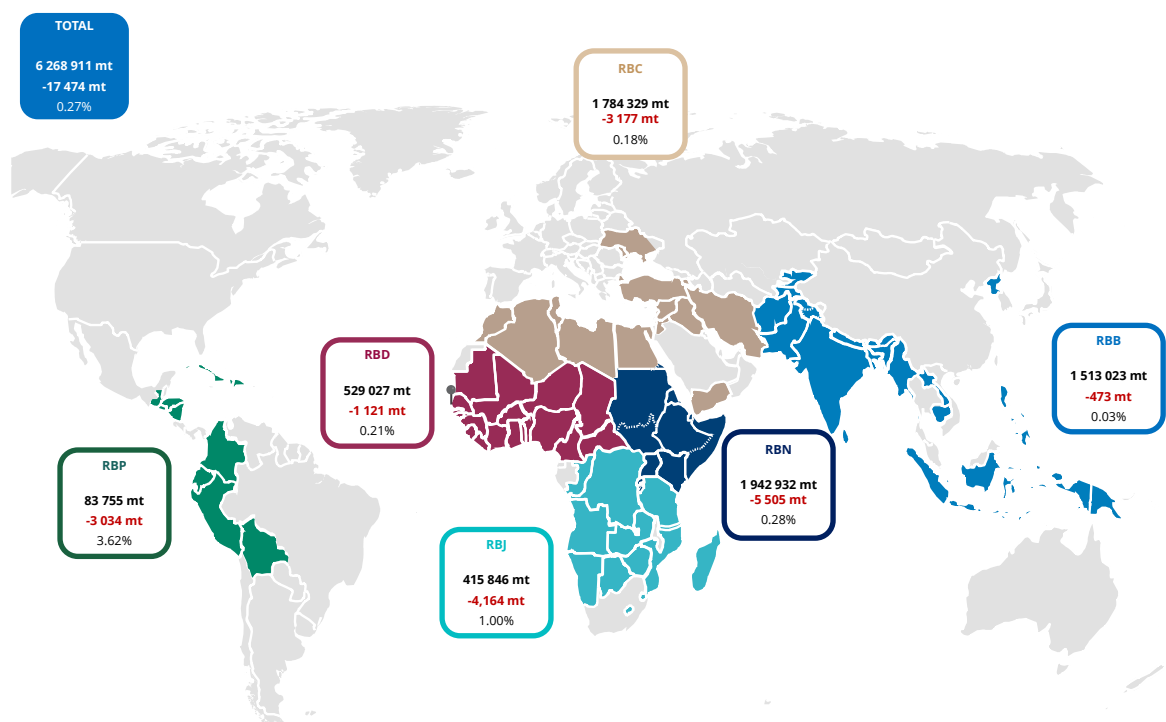 TOTAL
6 268 911 mt
-17 474 mt
0.27%
RBC
1 784 329 mt
-3 177 mt
0.18%
RBD
529 027 mt
-1 121 mt
0.21%
RBB
1 513 023 mt
-473 mt
0.03%
RBP
83 755 mt
-3 034 mt
3.62%
RBN
1 942 932 mt
-5 505 mt
0.28%
RBJ
415 846 mt
-4,164 mt
1.00%